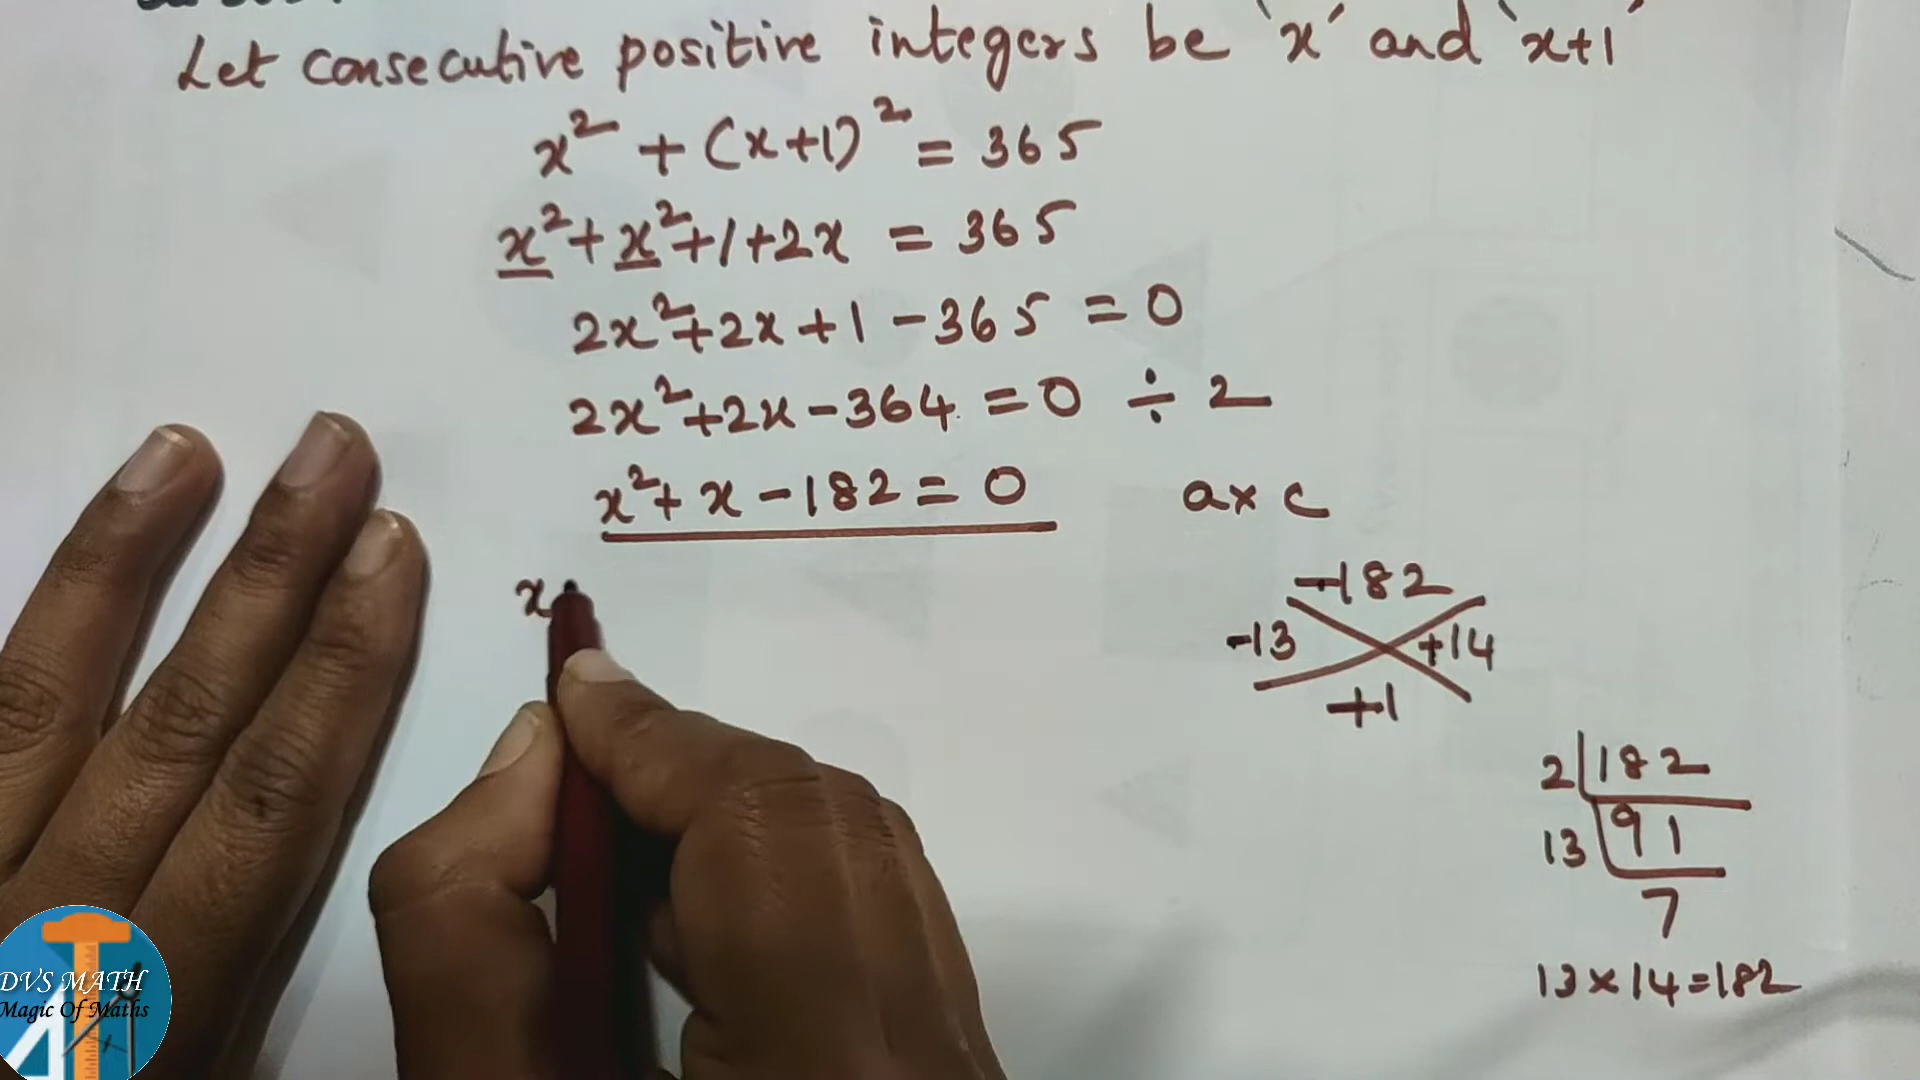 Let consecutive positive integers be 'x' and 'x+1'
x² + (x+1)² = 365
x² + x² + 1 + 2x = 365
2x² + 2x + 1 - 365 = 0
2x² + 2x - 364 = 0 ÷ 2
x² + x - 182 = 0
a × c
-182
-13 +14
+1
x
2 182
13 91
7
13 × 14 = 182
DVS MATH
Magic Of Maths